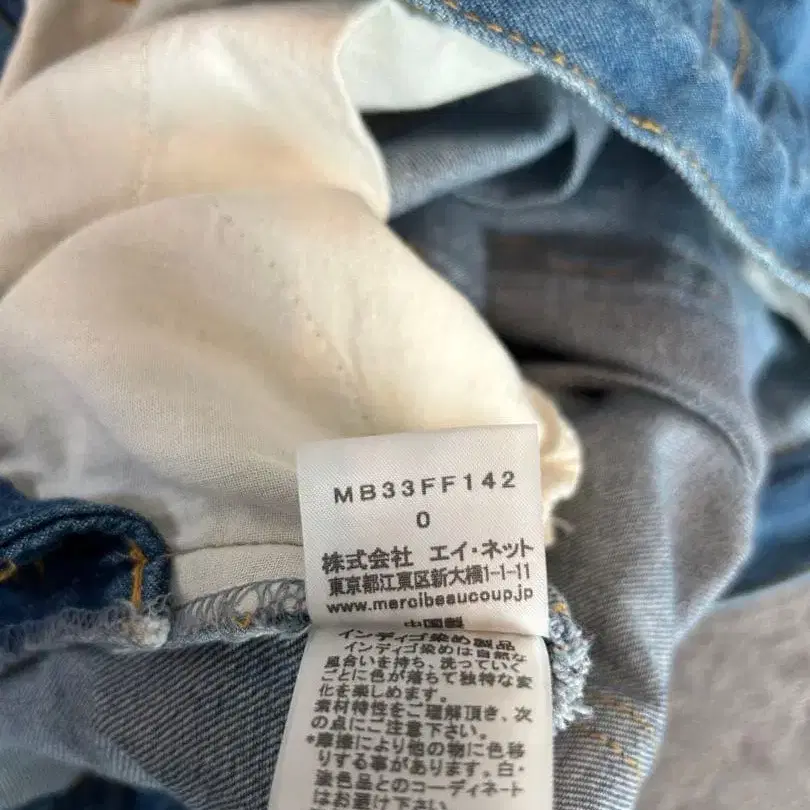 MB33FF142
0
株式会社 エイ・ネット
東京都江東区新大橋1-1-11
www.mercibeaucoup.jp
中国製
インディゴ染め製品
インディゴ染めは自然な
風合いを持ち、洗っていく
ごとに色が落ちて独特な変
化を楽しめます。
素材特性をご理解頂き、次
の点にご注意下さい。
*摩擦により他の物に色移
りする事があります。白・
淡色品とのコーディネート
はお避け下さい。